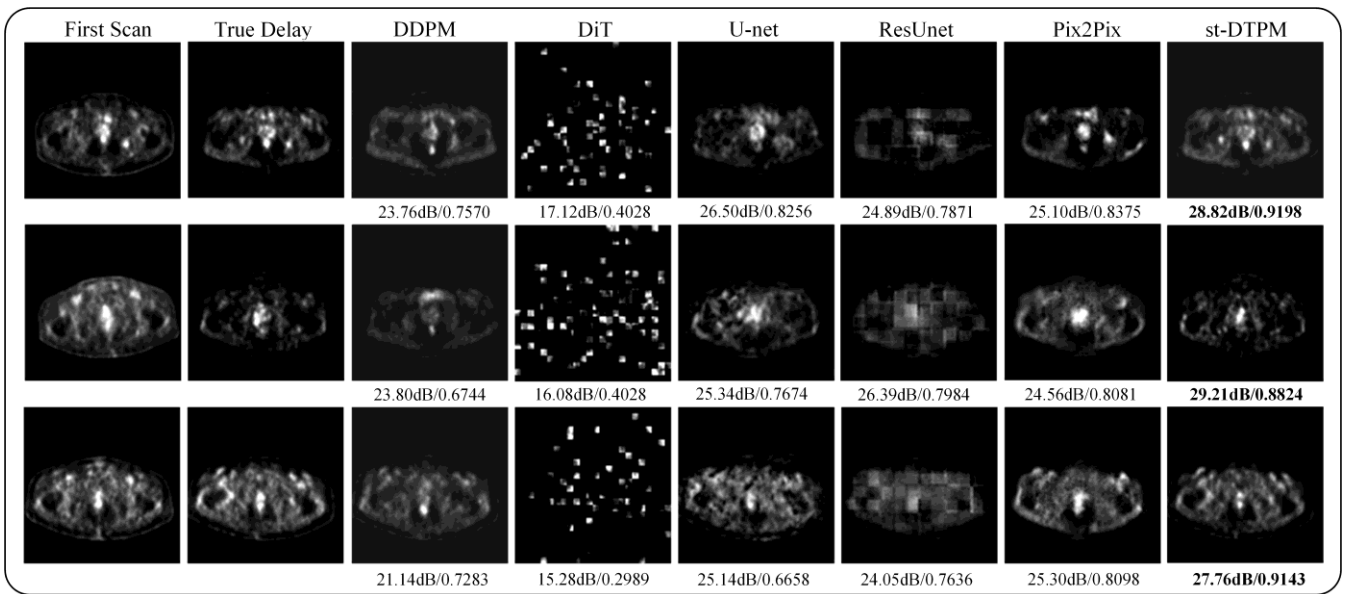 First Scan True Delay DDPM DiT U-net ResUnet Pix2Pix st-DTPM
23.76dB/0.7570 17.12dB/0.4028 26.50dB/0.8256 24.89dB/0.7871 25.10dB/0.8375 28.82dB/0.9198
23.80dB/0.6744 16.08dB/0.4028 25.34dB/0.7674 26.39dB/0.7984 24.56dB/0.8081 29.21dB/0.8824
21.14dB/0.7283 15.28dB/0.2989 25.14dB/0.6658 24.05dB/0.7636 25.30dB/0.8098 27.76dB/0.9143